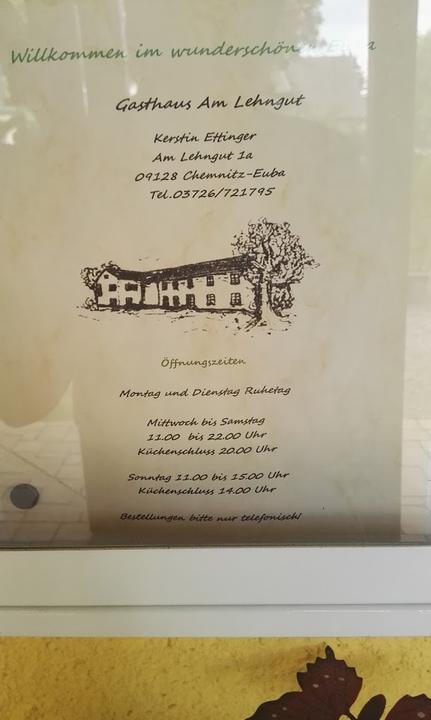 Willkommen im wunderschönen Euba
Gasthaus Am Lehngut
Kerstin Ettinger
Am Lehngut 1a
09128 Chemnitz-Euba
Tel.03726/721795
Öffnungszeiten
Montag und Dienstag Ruhetag
Mittwoch bis Samstag
11.00 bis 22.00 Uhr
Küchenschluss 20.00 Uhr
Sonntag 11.00 bis 15.00 Uhr
Küchenschluss 14.00 Uhr
Bestellungen bitte nur telefonisch!